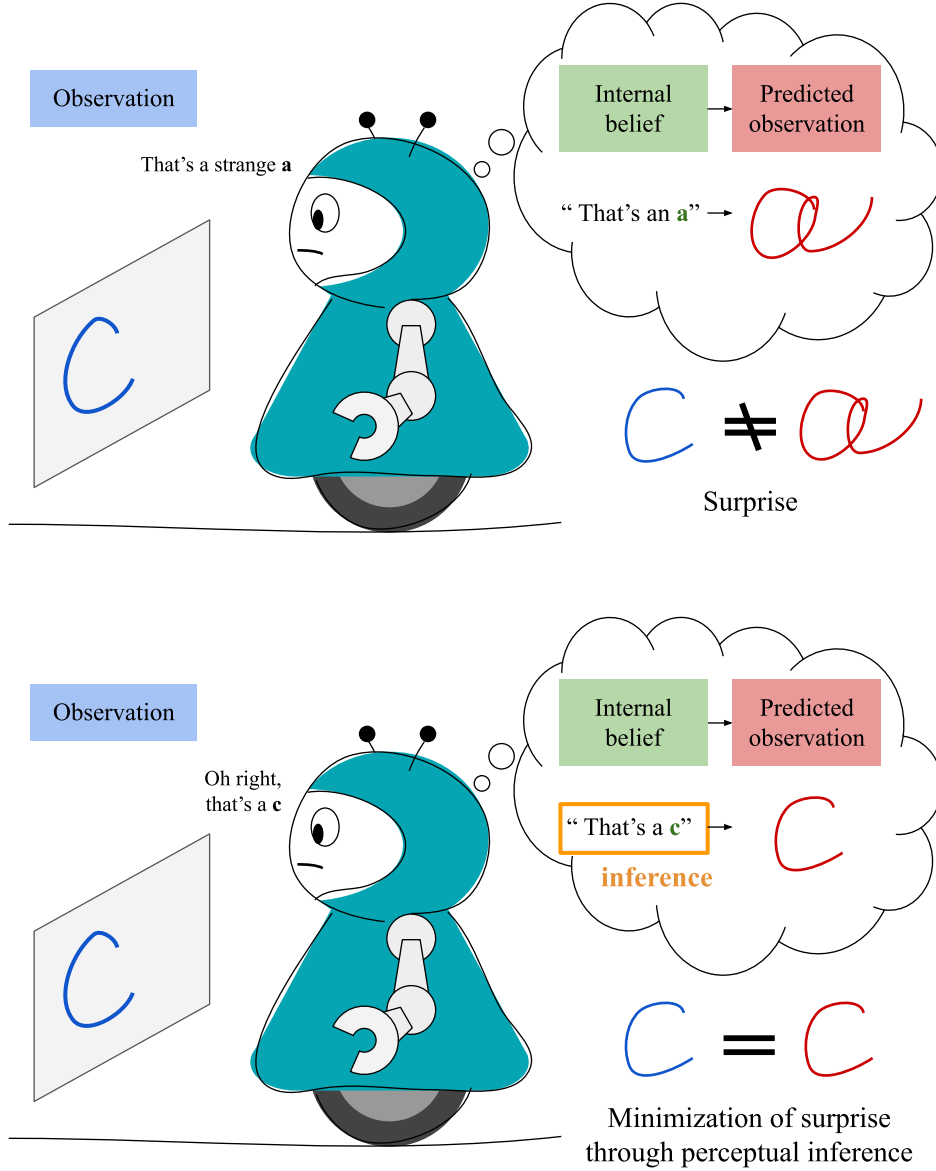 Observation
Internal
belief
Predicted
observation
That's a strange a
“ That's an a”
a
C
C ≠ a
Surprise
Observation
Internal
belief
Predicted
observation
Oh right,
that's a c
“ That's a c”
C
inference
C
C = C
Minimization of surprise
through perceptual inference